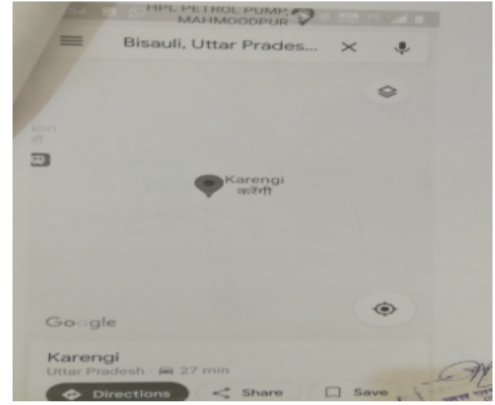 HPL PETROL PUMP
MAHMOODPUR
Bisauli, Uttar Prades...
Karengi
करेंगी
Google
Karengi
Uttar Pradesh · 27 min
Directions
Share
Save